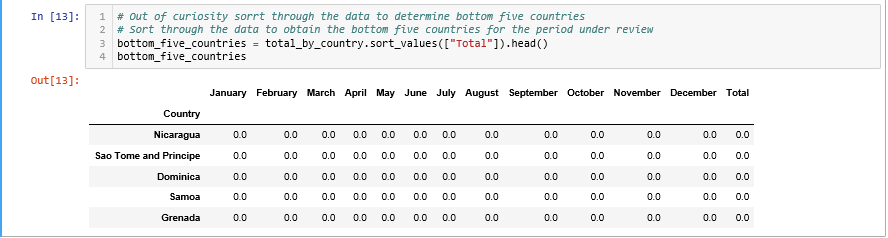 In [13]:
1 # Out of curiosity sorrt through the data to determine bottom five countries
2 # Sort through the data to obtain the bottom five countries for the period under review
3 bottom_five_countries = total_by_country.sort_values(["Total"]).head()
4 bottom_five_countries
Out[13]:
January February March April May June July August September October November December Total
Country
Nicaragua 0.0 0.0 0.0 0.0 0.0 0.0 0.0 0.0 0.0 0.0 0.0 0.0 0.0
Sao Tome and Principe 0.0 0.0 0.0 0.0 0.0 0.0 0.0 0.0 0.0 0.0 0.0 0.0 0.0
Dominica 0.0 0.0 0.0 0.0 0.0 0.0 0.0 0.0 0.0 0.0 0.0 0.0 0.0
Samoa 0.0 0.0 0.0 0.0 0.0 0.0 0.0 0.0 0.0 0.0 0.0 0.0 0.0
Grenada 0.0 0.0 0.0 0.0 0.0 0.0 0.0 0.0 0.0 0.0 0.0 0.0 0.0